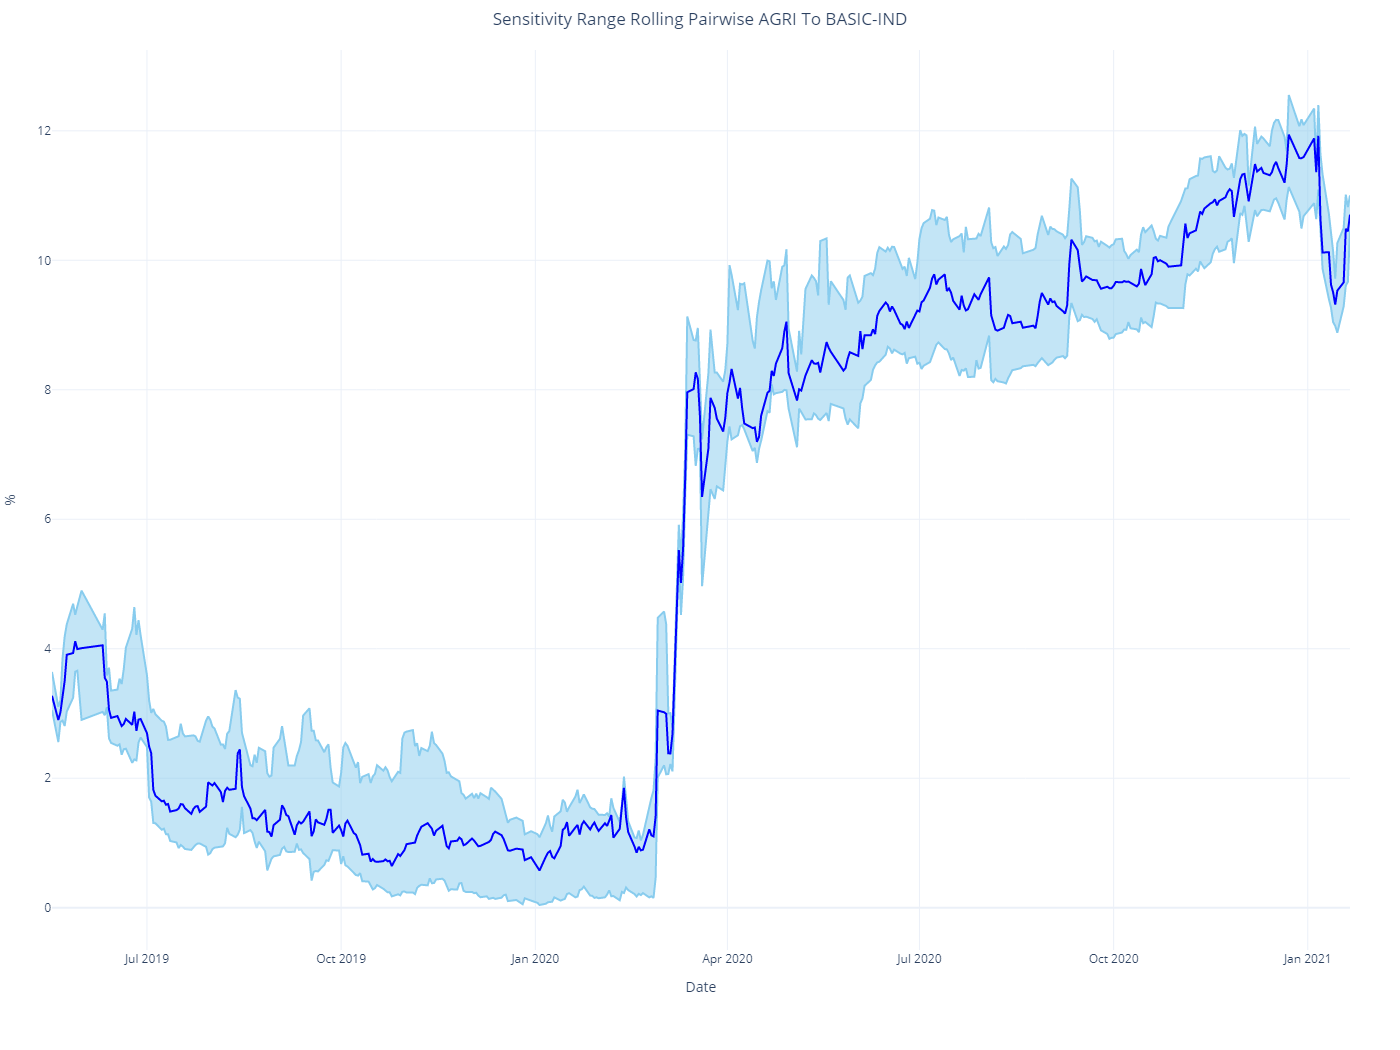 Sensitivity Range Rolling Pairwise AGRI To BASIC-IND
12
10
8
6
4
2
0
%
Jul 2019
Oct 2019
Jan 2020
Apr 2020
Jul 2020
Oct 2020
Jan 2021
Date